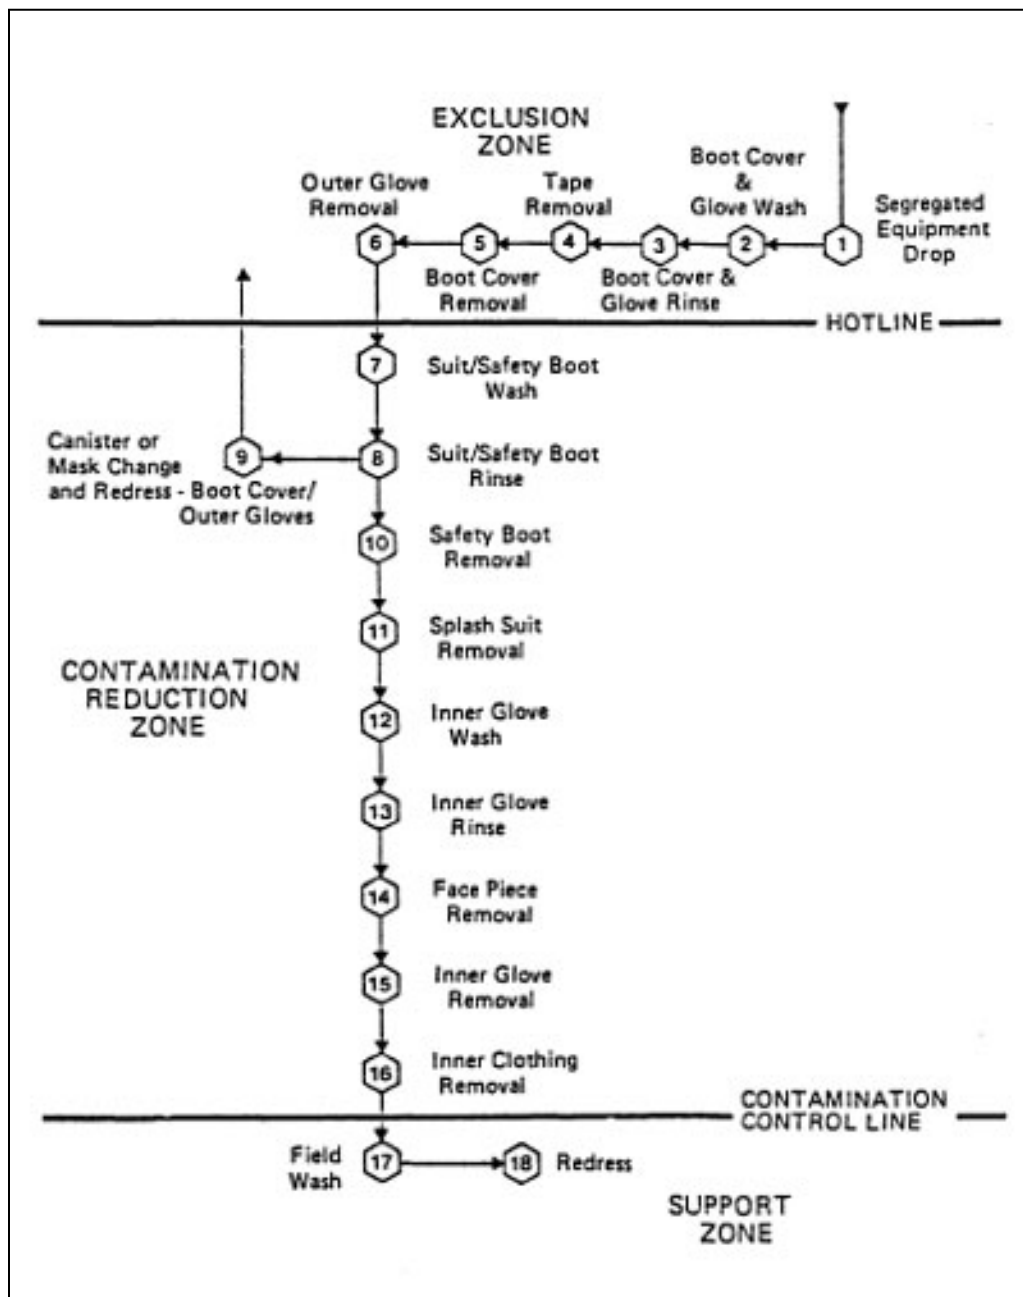 EXCLUSION
ZONE
Outer Glove
Removal
Tape
Removal
Boot Cover
&
Glove Wash
Segregated
Equipment
Drop
6
5
4
3
2
1
Boot Cover
Removal
Boot Cover &
Glove Rinse
HOTLINE
7
Suit/Safety Boot
Wash
Canister or
Mask Change
and Redress - Boot Cover/
Outer Gloves
9
8
Suit/Safety Boot
Rinse
10
Safety Boot
Removal
11
Splash Suit
Removal
CONTAMINATION
REDUCTION
ZONE
12
Inner Glove
Wash
13
Inner Glove
Rinse
14
Face Piece
Removal
15
Inner Glove
Removal
16
Inner Clothing
Removal
CONTAMINATION
CONTROL LINE
Field
Wash
17
18
Redress
SUPPORT
ZONE